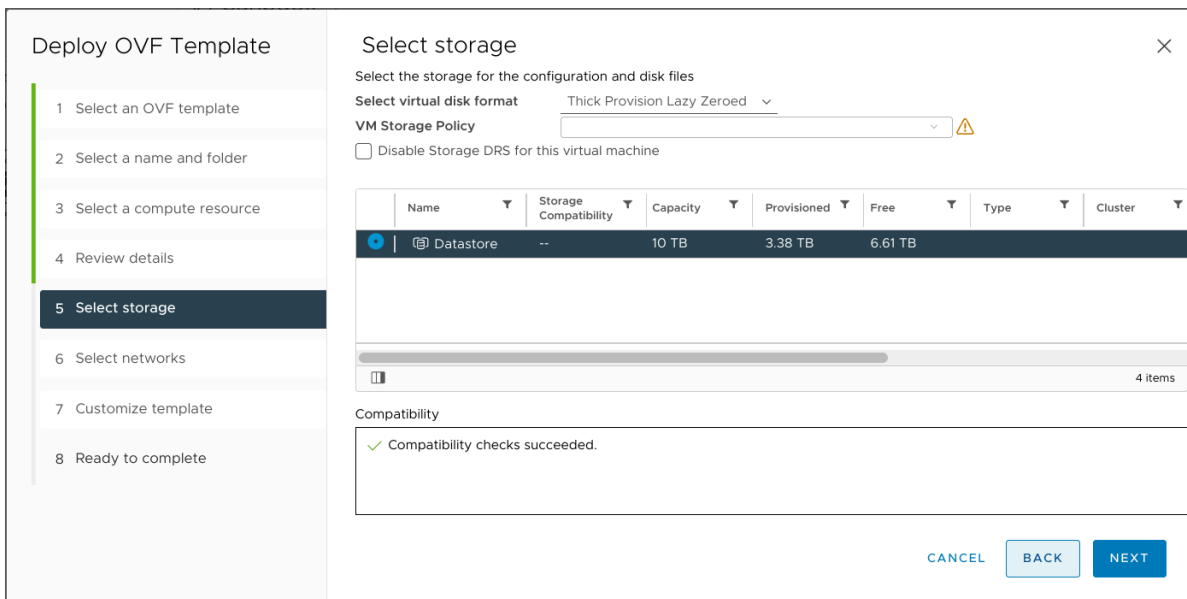 Deploy OVF Template
1 Select an OVF template
2 Select a name and folder
3 Select a compute resource
4 Review details
5 Select storage
6 Select networks
7 Customize template
8 Ready to complete
Select storage
Select the storage for the configuration and disk files
Select virtual disk format Thick Provision Lazy Zeroed
VM Storage Policy
Disable Storage DRS for this virtual machine
Name Storage Compatibility Capacity Provisioned Free Type Cluster
Datastore -- 10 TB 3.38 TB 6.61 TB
4 items
Compatibility
Compatibility checks succeeded.
CANCEL BACK NEXT